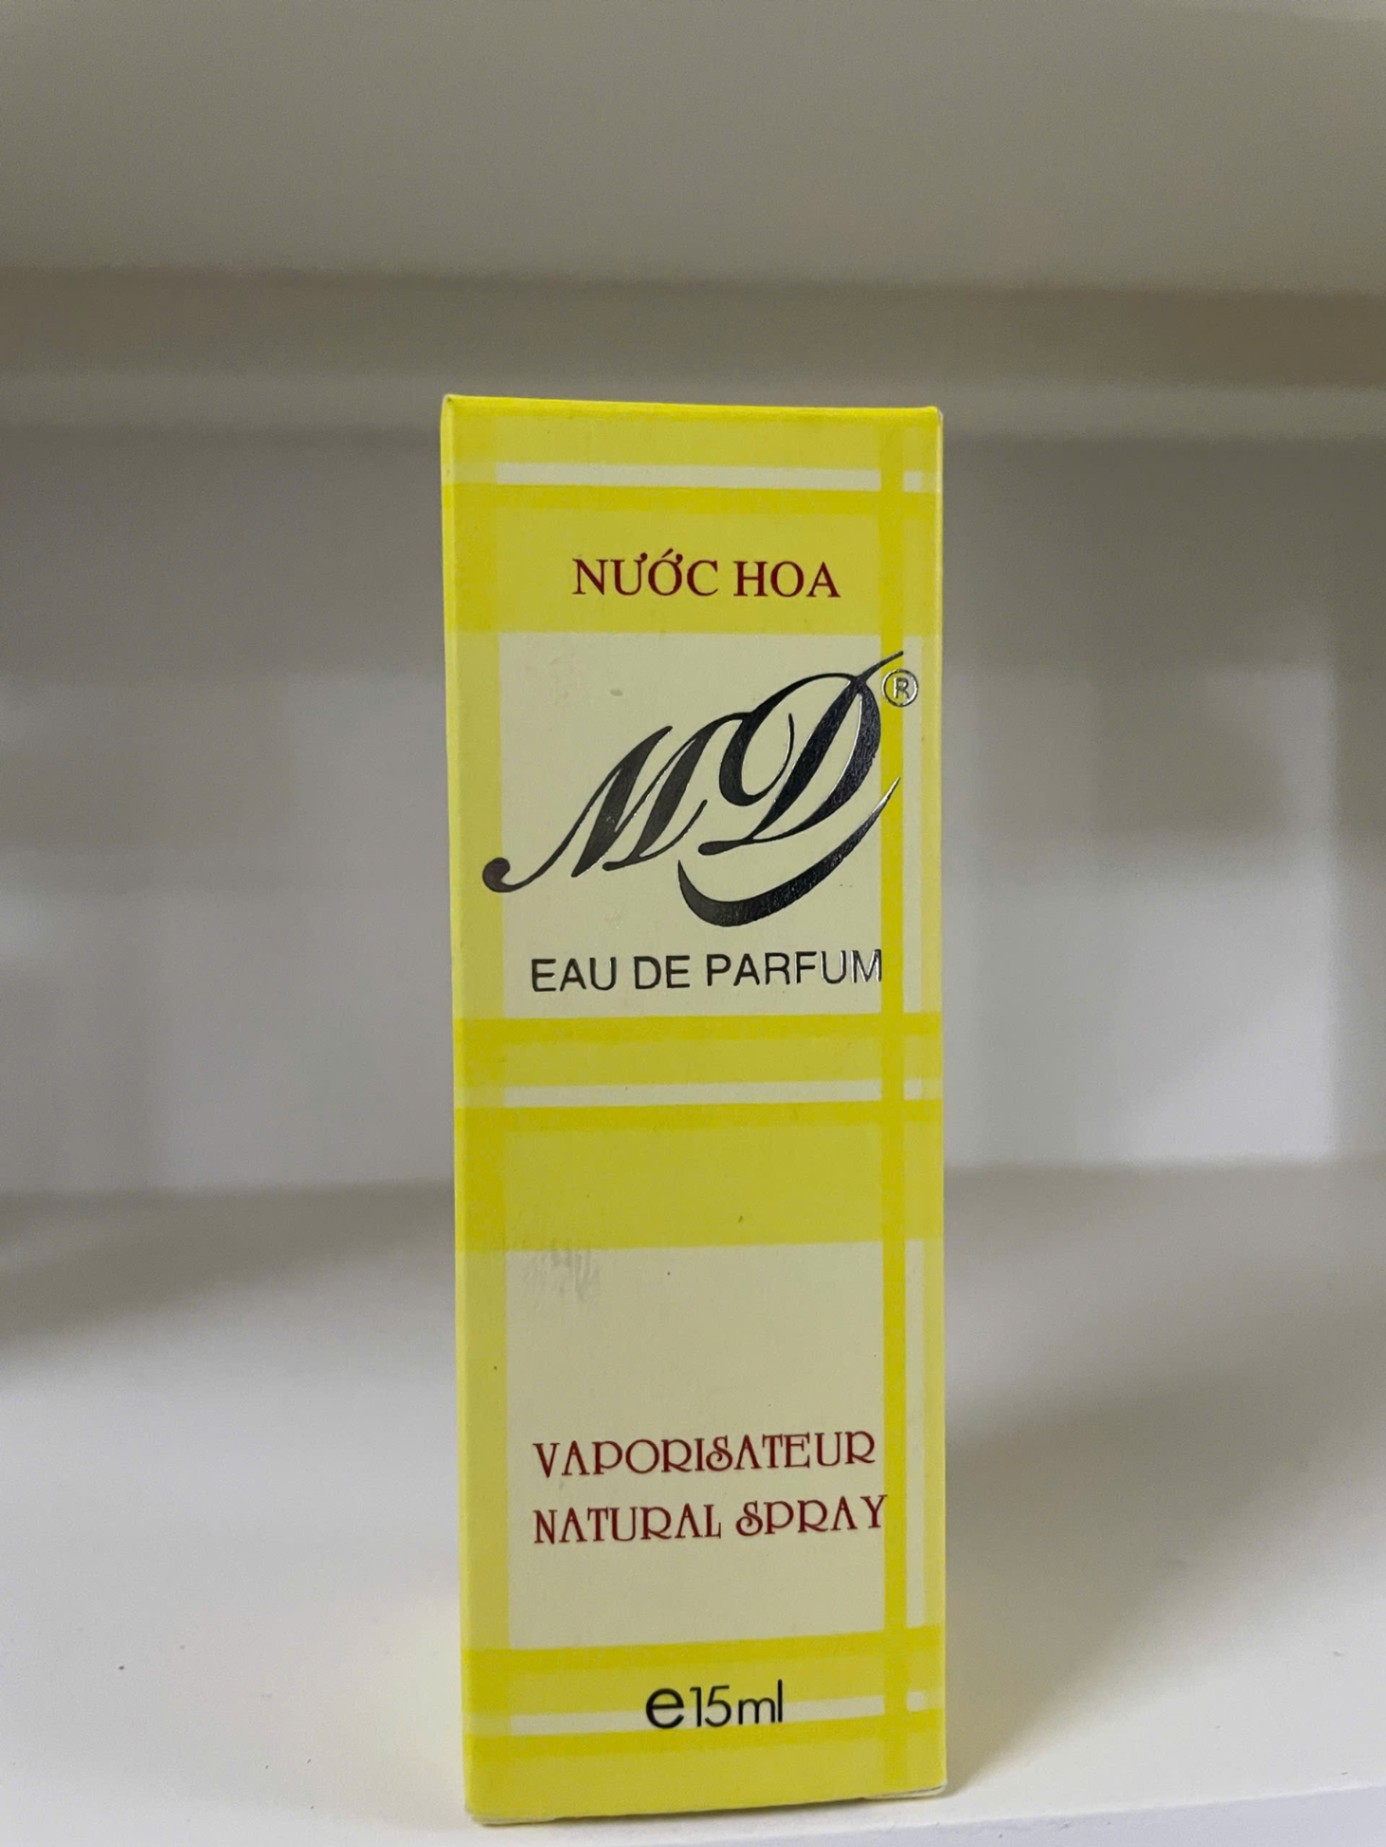 NƯỚC HOA
MD®
EAU DE PARFUM
VAPORISATEUR
NATURAL SPRAY
e15ml